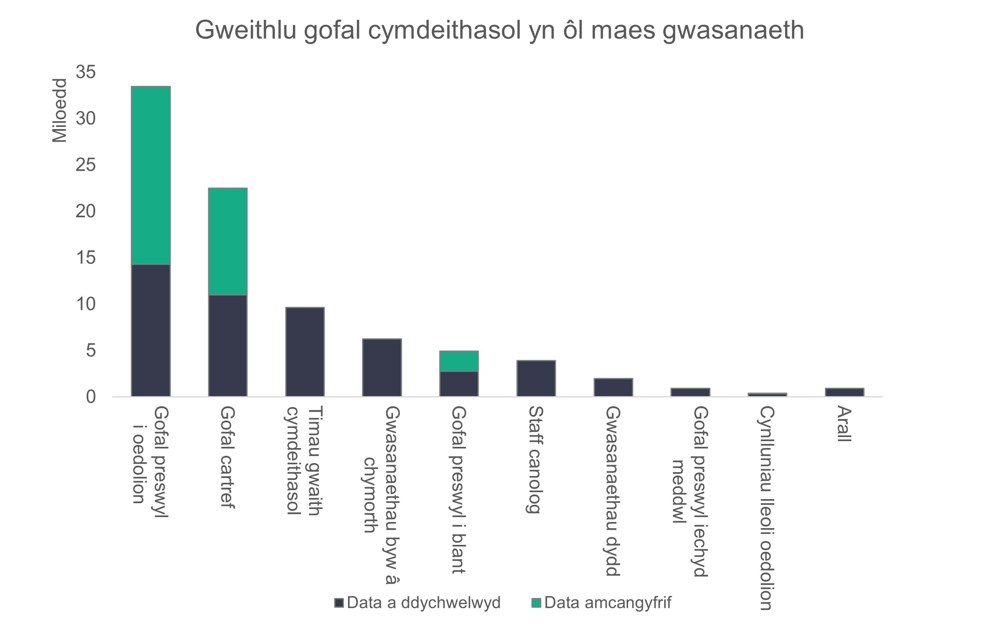 Gweithlu gofal cymdeithasol yn ôl maes gwasanaeth
Miloedd
35
30
25
20
15
10
5
0
Gofal preswyl
i oedolion
Gofal cartref
Timau gwaith
cymdeithasol
Gwasanaethau byw â
chymorth
Gofal preswyl i blant
Staff canolog
Gwasanaethau dydd
Gofal preswyl iechyd
medwl
Cynlluniau lleoli oedolion
Arall
Data a ddychwelwyd
Data amcangyfrif